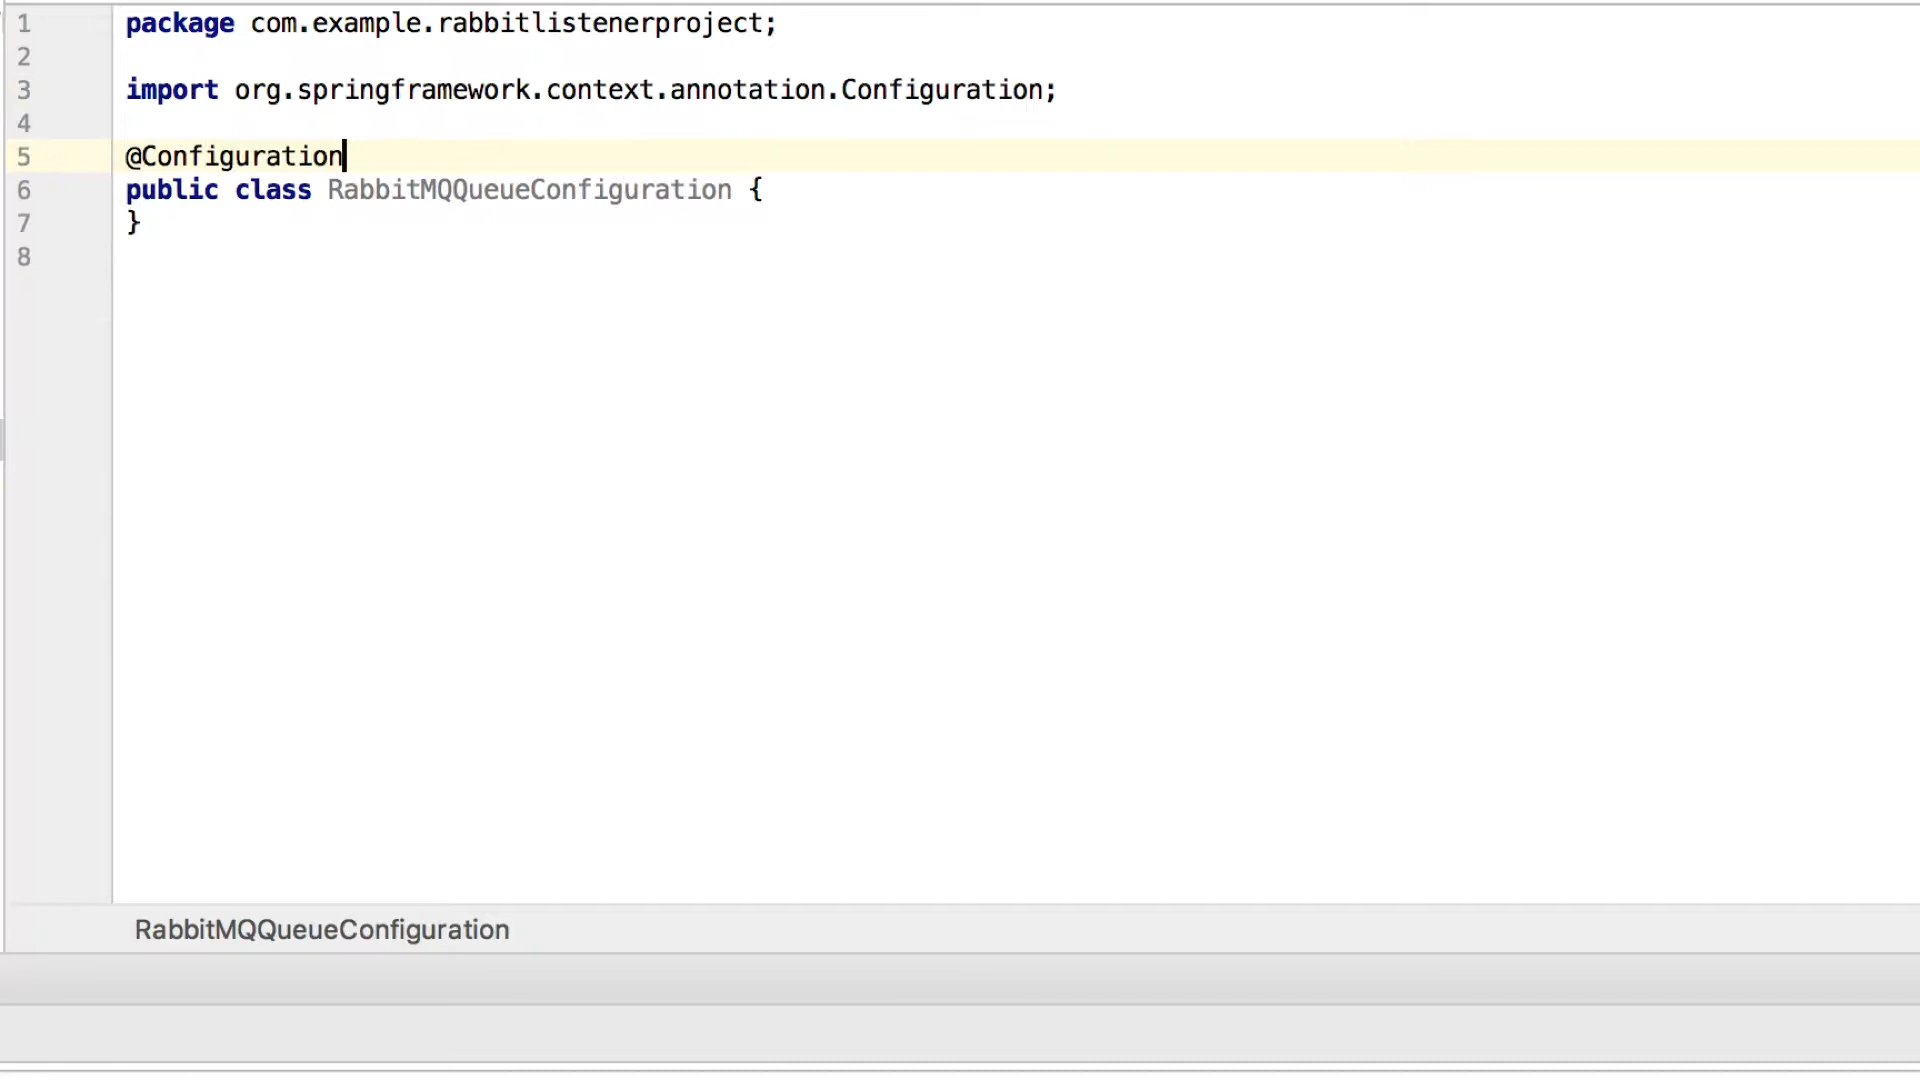 1 package com.example.rabbitlistenerproject;
2
3 import org.springframework.context.annotation.Configuration;
4
5 @Configuration
6 public class RabbitMQQueueConfiguration {
7 }
8
RabbitMQQueueConfiguration